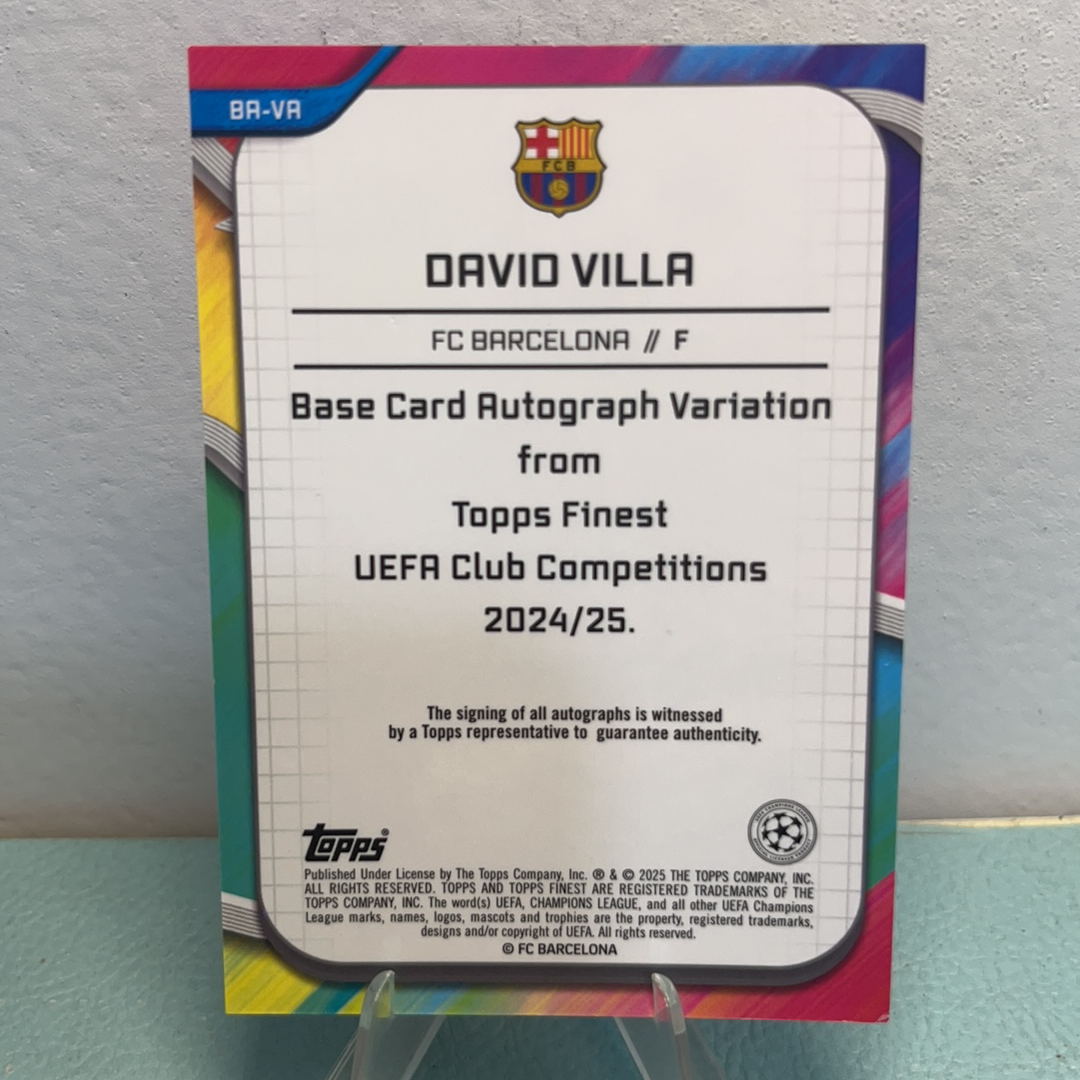 BA-VA
FCB
DAVID VILLA
FC BARCELONA // F
Base Card Autograph Variation
from
Topps Finest
UEFA Club Competitions
2024/25.
The signing of all autographs is witnessed
by a Topps representative to guarantee authenticity.
topps®
Published Under License by The Topps Company, Inc. ® & © 2025 THE TOPPS COMPANY, INC.
ALL RIGHTS RESERVED. TOPPS AND TOPPS FINEST ARE REGISTERED TRADEMARKS OF THE
TOPPS COMPANY, INC. The word(s) UEFA, CHAMPIONS LEAGUE, and all other UEFA Champions
League marks, names, logos, mascots and trophies are the property, registered trademarks,
designs and/or copyright of UEFA. All rights reserved.
© FC BARCELONA